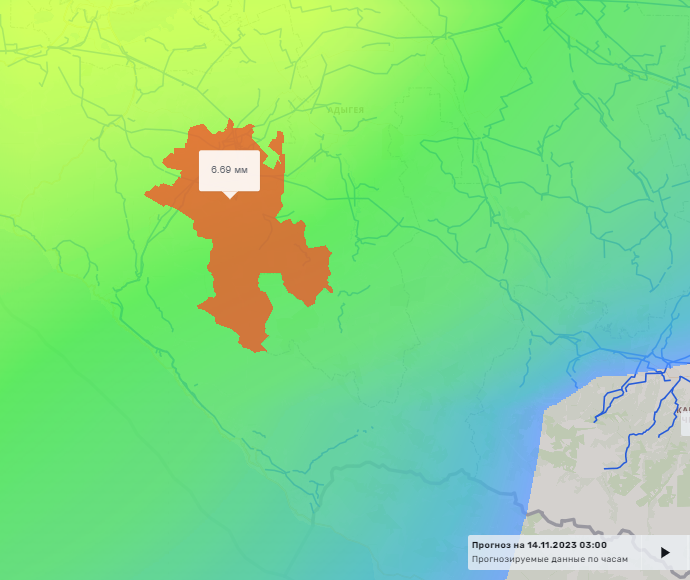 АДЫГЕЯ
6.69 мм
Прогноз на 14.11.2023 03:00
Прогнозируемые данные по часам